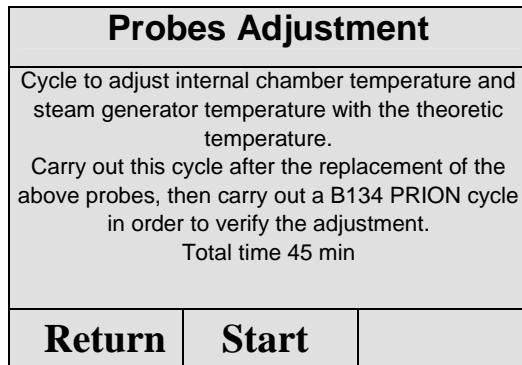 Probes Adjustment
Cycle to adjust internal chamber temperature and
steam generator temperature with the theoretic
temperature.
Carry out this cycle after the replacement of the
above probes, then carry out a B134 PRION cycle
in order to verify the adjustment.
Total time 45 min
Return Start